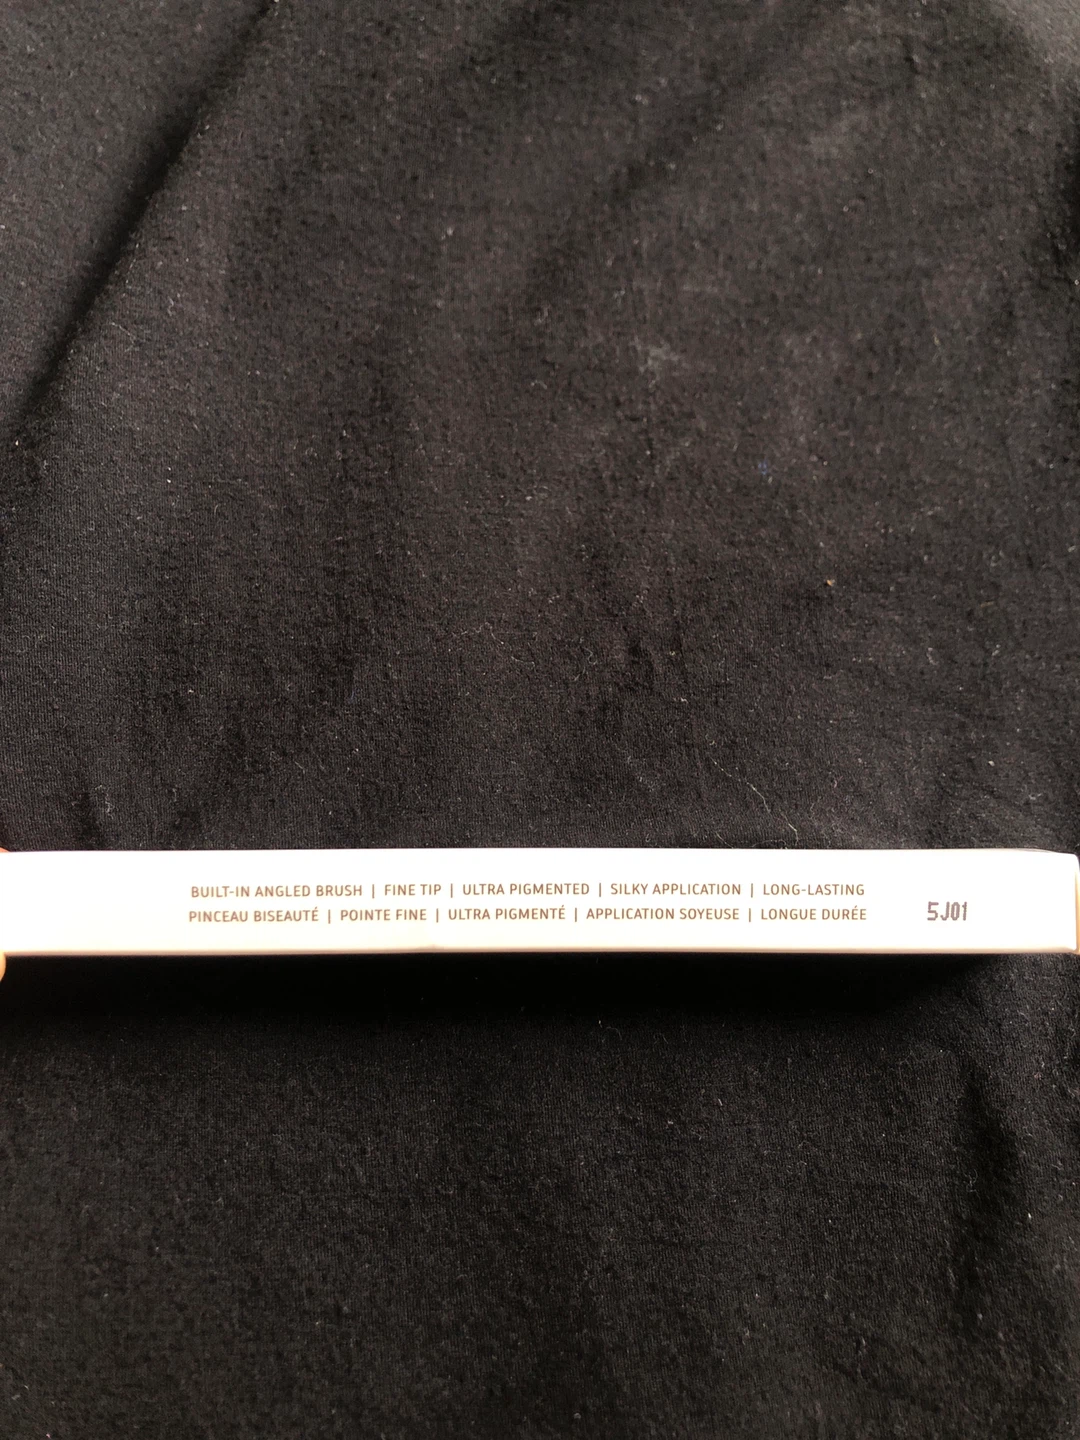 BUILT-IN ANGLED BRUSH | FINE TIP | ULTRA PIGMENTED | SILKY APPLICATION | LONG-LASTING
PINCEAU BISEAUTÉ | POINTE FINE | ULTRA PIGMENTÉ | APPLICATION SOYEUSE | LONGUE DURÉE
5J01